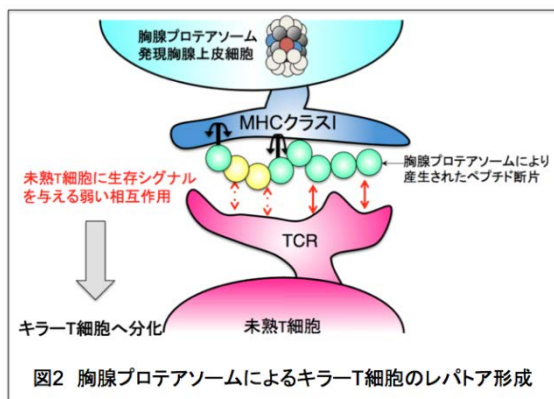 胸腺プロテアソーム
発現胸腺上皮細胞
MHCクラスI
胸腺プロテアソームにより
産生されたペプチド断片
未熟T細胞に生存シグナル
を与える弱い相互作用
TCR
キラーT細胞へ分化
未熟T細胞
図2 胸腺プロテアソームによるキラーT細胞のレパトア形成